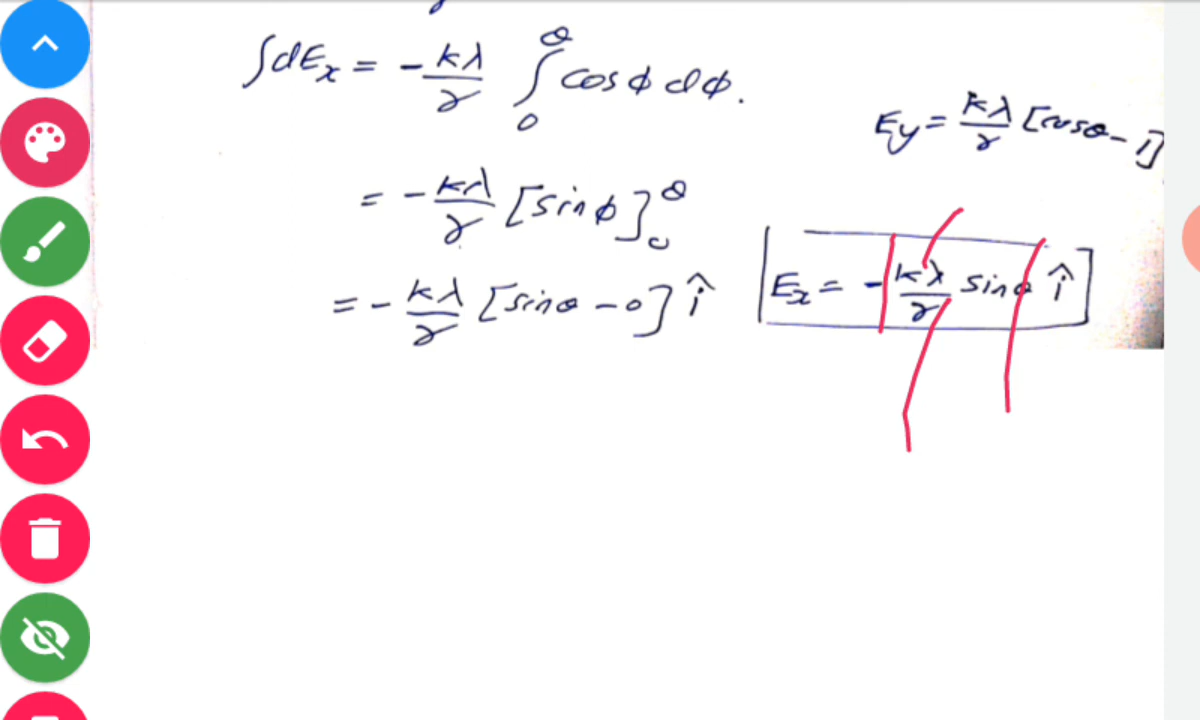 ∫dEx = - kλ/r ∫₀^θ cosϕ dϕ.
Ey = kλ/r [cosθ - 1]
= - kλ/r [sinϕ]₀^θ
= - kλ/r [sinθ - 0] î
Ex = - kλ/r sinθ î